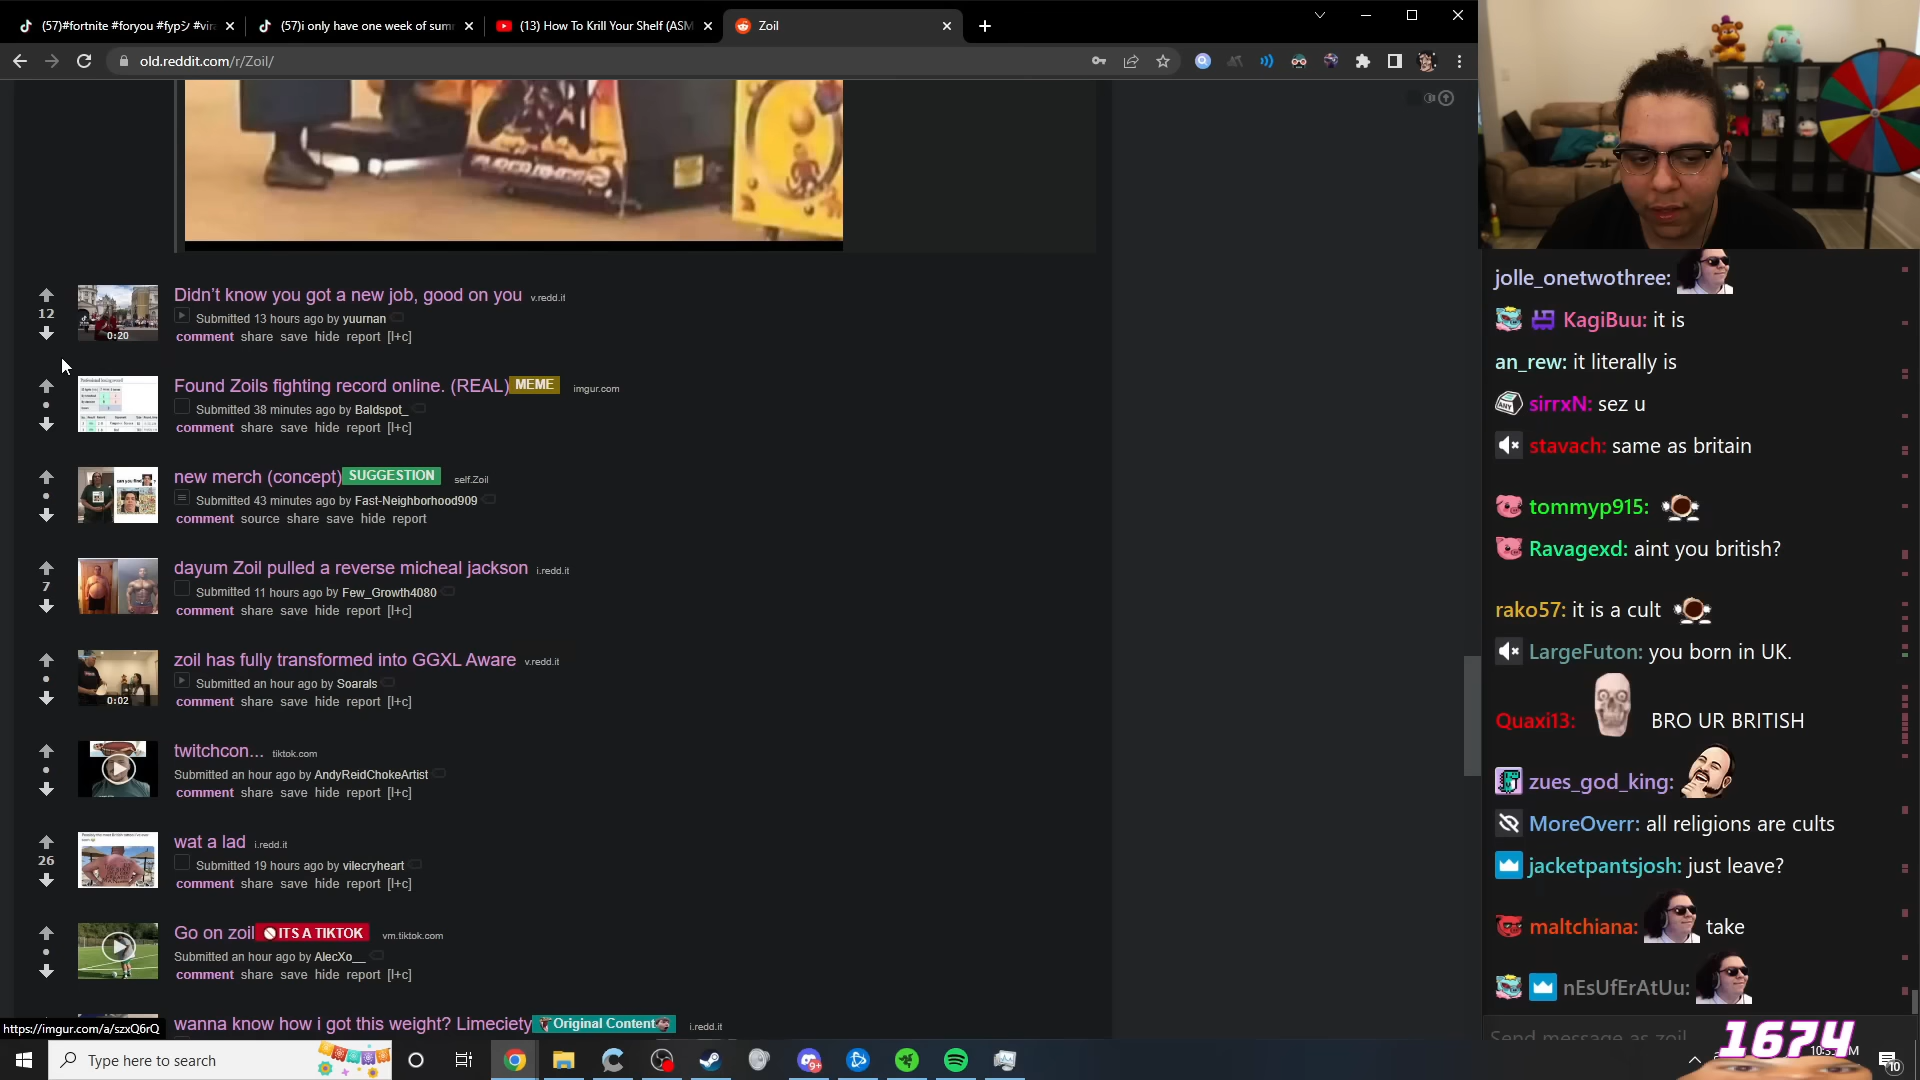 (57)#fortnite #foryou #fypシ #vira
(57)i only have one week of sum
(13) How To Krill Your Shelf (ASM
Zoil
old.reddit.com/r/Zoil/
12
0:20
Didn't know you got a new job, good on you v.redd.it
Submitted 13 hours ago by yuurnan
comment share save hide report [l+c]
Found Zoils fighting record online. (REAL) MEME imgur.com
Submitted 38 minutes ago by Baldspot_
comment share save hide report [l+c]
new merch (concept) SUGGESTION self.Zoil
Submitted 43 minutes ago by Fast-Neighborhood909
comment source share save hide report
7
dayum Zoil pulled a reverse micheal jackson i.redd.it
Submitted 11 hours ago by Few_Growth4080
comment share save hide report [l+c]
0:02
zoil has fully transformed into GGXL Aware v.redd.it
Submitted an hour ago by Soarals
comment share save hide report [l+c]
twitchcon... tiktok.com
Submitted an hour ago by AndyReidChokeArtist
comment share save hide report [l+c]
26
wat a lad i.redd.it
Submitted 19 hours ago by vilecryheart
comment share save hide report [l+c]
Go on zoil ITS A TIKTOK vm.tiktok.com
Submitted an hour ago by AlecXo__
comment share save hide report [l+c]
wanna know how i got this weight? Limeciety Original Content i.redd.it
https://imgur.com/a/szxQ6rQ
jolle_onetwothree:
KagiBuu: it is
an_rew: it literally is
sirrxN: sez u
stavach: same as britain
tommyp915:
Ravagexd: aint you british?
rako57: it is a cult
LargeFuton: you born in UK.
Quaxi13: BRO UR BRITISH
zues_god_king:
MoreOverr: all religions are cults
jacketpantsjosh: just leave?
maltchiana: take
nEsUfErAtUu:
Send message as zoil
Type here to search
9+
1674
10